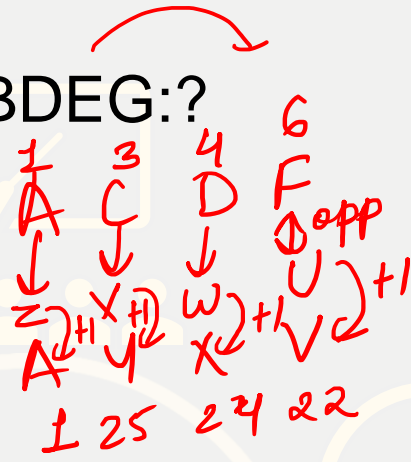 BDEG:?
1 3 4 6
A C D F
opp
Z X W U
+1 +1 +1 +1
A Y X V
1 25 24 22